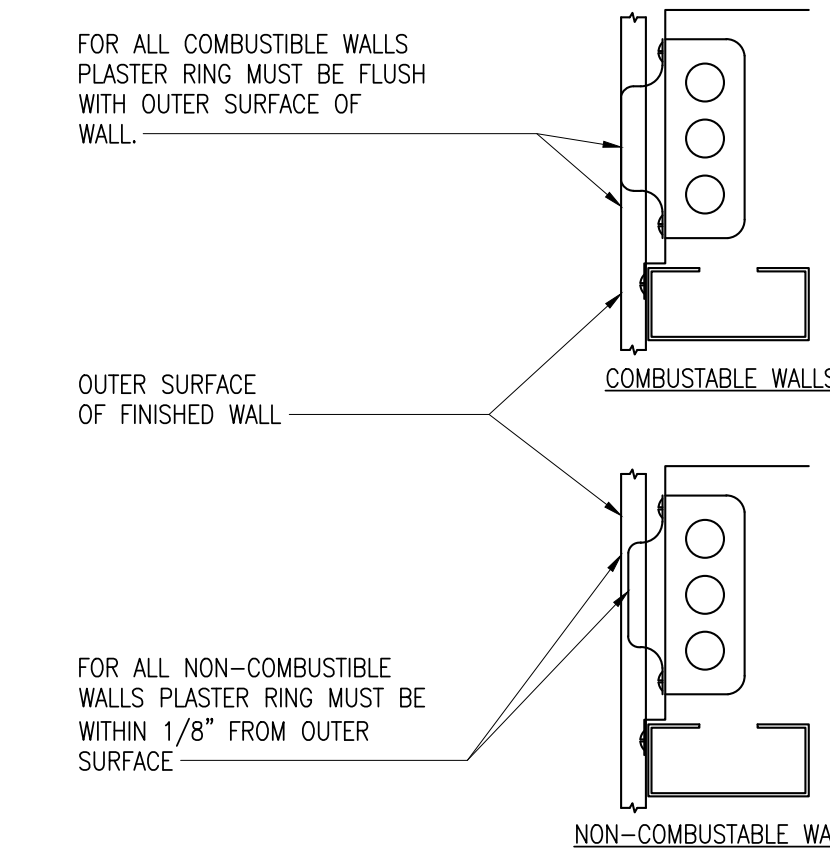 FOR ALL COMBUSTIBLE WALLS
PLASTER RING MUST BE FLUSH
WITH OUTER SURFACE OF
WALL.
COMBUSTABLE WALLS
OUTER SURFACE
OF FINISHED WALL
FOR ALL NON-COMBUSTIBLE
WALLS PLASTER RING MUST BE
WITHIN 1/8" FROM OUTER
SURFACE
NON-COMBUSTABLE WA